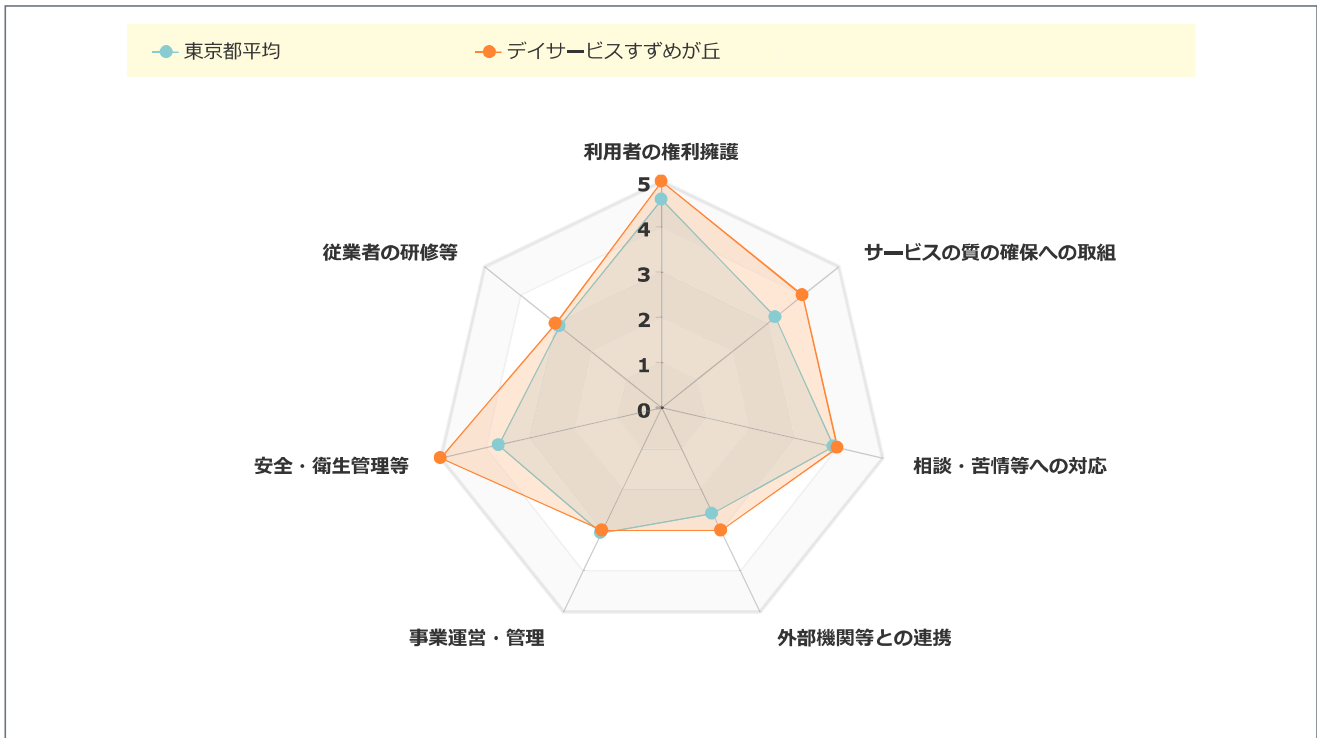 東京都平均
デイサービスすずめが丘
利用者の権利擁護
5
4
3
2
1
0
従業者の研修等
サービスの質の確保への取組
安全・衛生管理等
相談・苦情等への対応
事業運営・管理
外部機関等との連携